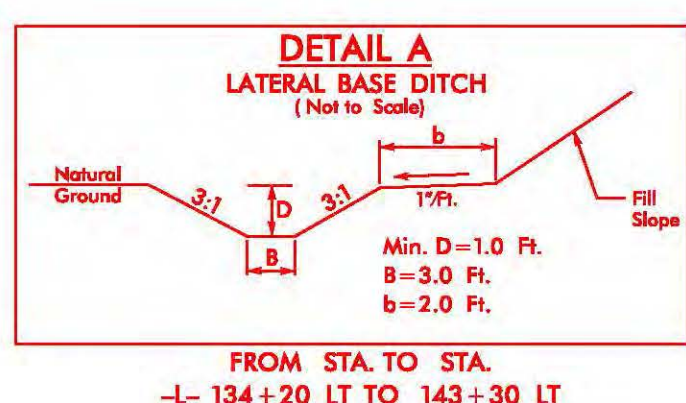 DETAIL A
LATERAL BASE DITCH
(Not to Scale)
b
Natural
Ground
3:1
D
3:1
1"/Ft.
Fill
Slope
B
Min. D=1.0 Ft.
B=3.0 Ft.
b=2.0 Ft.
FROM STA. TO STA.
-L- 134+20 LT TO 143+30 LT